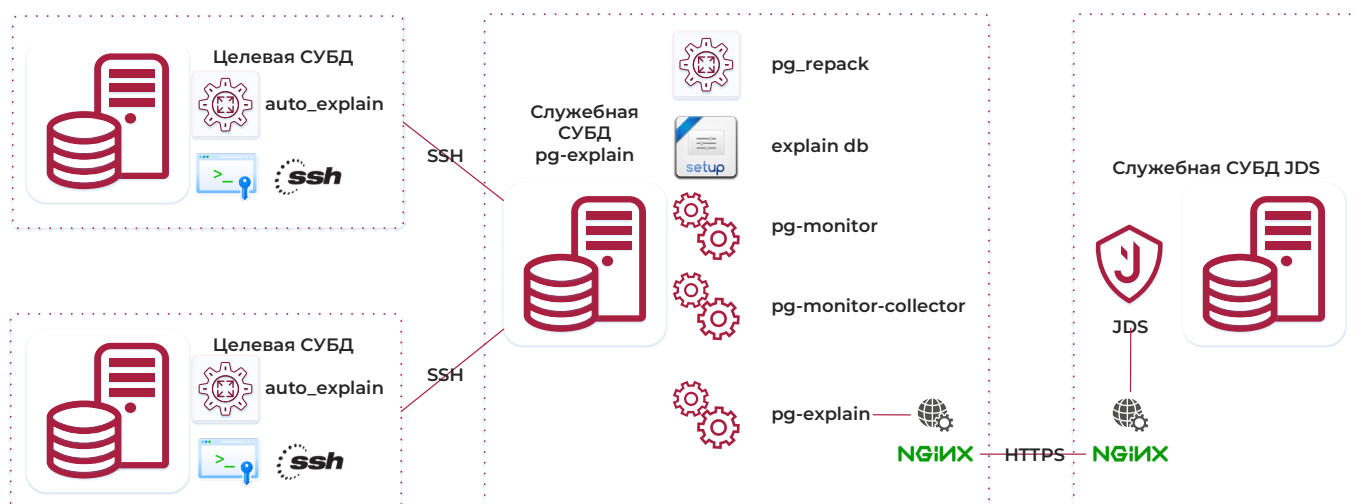 Целевая СУБД
auto_explain
>_
ssh
SSH
Целевая СУБД
auto_explain
>_
ssh
SSH
Служебная
СУБД
pg-explain
pg_repack
setup
explain db
pg-monitor
pg-monitor-collector
pg-explain
NGINX
HTTPS
NGINX
Служебная СУБД JDS
J
JDS